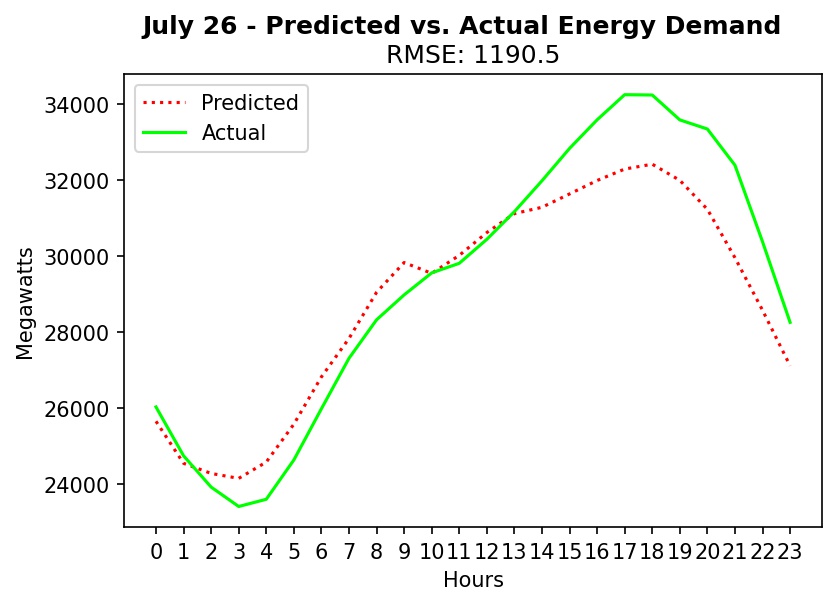 July 26 - Predicted vs. Actual Energy Demand
RMSE: 1190.5
Predicted
Actual
34000
32000
30000
28000
26000
24000
Megawatts
0 1 2 3 4 5 6 7 8 9 10 11 12 13 14 15 16 17 18 19 20 21 22 23
Hours